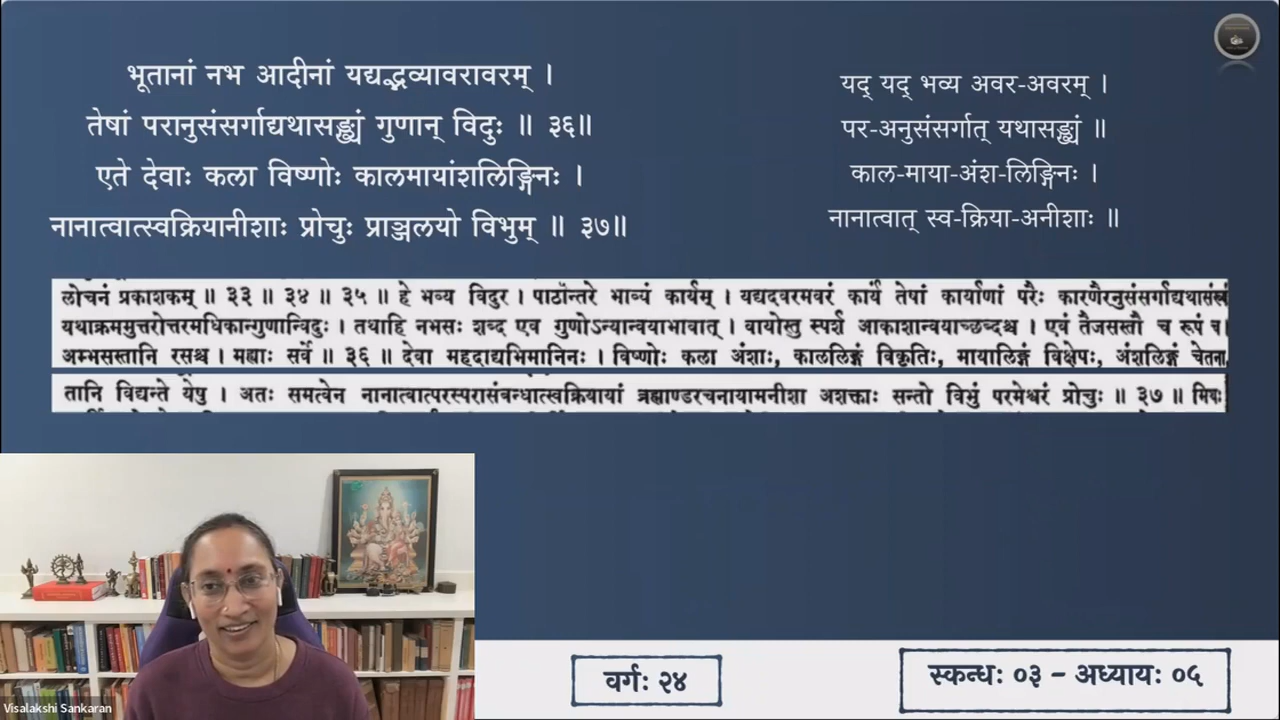 भूतानां नभ आदीनां यद्यद्भव्यावरावरम् ।
तेषां परानुसंसर्गाद्यथासङ्ख्यं गुणान् विदुः ॥ ३६॥
एते देवाः कला विष्णोः कालमायांशलिङ्गिनः ।
नानात्वात्स्वक्रियानीशाः प्रोचुः प्राञ्जलयो विभुम् ॥ ३७॥
यद् यद् भव्य अवर-अवरम् ।
पर-अनुसंसर्गात् यथासङ्ख्यं ॥
काल-माया-अंश-लिङ्गिनः ।
नानात्वात् स्व-क्रिया-अनीशाः ॥
लोचनं प्रकाशकम् ॥ ३३ ॥ ३४ ॥ ३५ ॥ हे भव्य विदुर । पाठान्तरे भाव्यं कार्यम् । यद्यदवरमवरं कार्यं तेषां कार्याणां परैः कारणैरनुसंसर्गाद्यथासंख्यं
यथाक्रममुत्तरोत्तरमधिकान्गुणान्विदुः । तथाहि नभसः शब्द एव गुणोऽन्यान्वयाभावात् । वायोस्तु स्पर्श आकाशान्वयाच्छब्दश्च । एवं तेजसस्तौ च रूपं च।
अम्भसस्तानि रसश्च । मह्याः सर्वे ॥ ३६ ॥ देवा महदाद्यभिमानिनः । विष्णोः कला अंशाः, काललिङ्गं विकृतिः, मायालिङ्गं विक्षेपः, अंशलिङ्गं चेतना,
तानि विद्यन्ते येषु । अतः समत्वेन नानात्वात्परस्परासंबन्धात्स्वक्रियायां ब्रह्माण्डरचनायामनीशा अशक्ताः सन्तो विभुं परमेश्वरं प्रोचुः ॥ ३७ ॥ मिषः
Visalakshi Sankaran
वर्गः २४
स्कन्धः ०३ – अध्यायः ०५